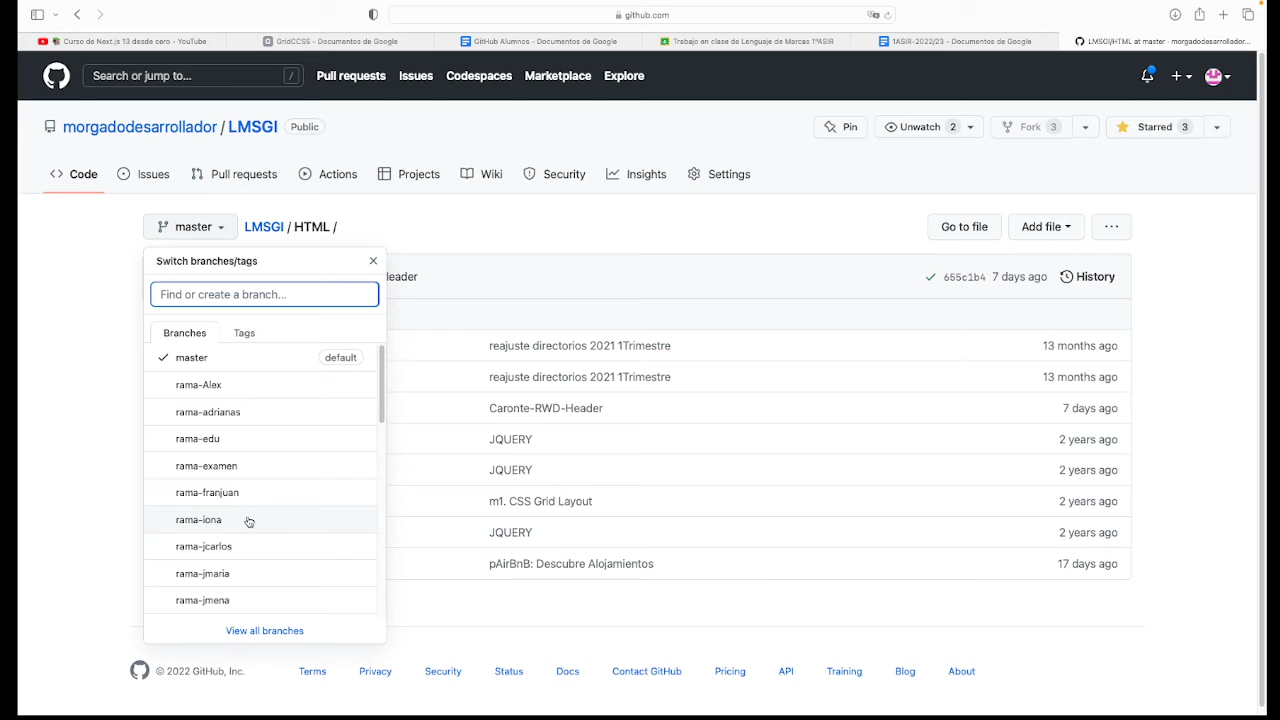 github.com
Curso de Next.js 13 desde cero - YouTube
GridCCSS - Documentos de Google
GitHub Alumnos - Documentos de Google
Trabajo en clase de Lenguaje de Marcas 1ºASIR
1ASIR-2022/23 - Documentos de Google
LMSGI/HTML at master · morgadodesarrollador...
Search or jump to... /
Pull requests
Issues
Codespaces
Marketplace
Explore
morgadodesarrollador / LMSGI Public
Pin
Unwatch 2
Fork 3
Starred 3
Code
Issues
Pull requests
Actions
Projects
Wiki
Security
Insights
Settings
master
LMSGI / HTML /
Go to file
Add file
...
Switch branches/tags
Find or create a branch...
Branches
Tags
master default
rama-Alex
rama-adrianas
rama-edu
rama-examen
rama-franjuan
rama-iona
rama-jcarlos
rama-jmaria
rama-jmena
View all branches
eader
655c1b4 7 days ago
History
reajuste directorios 2021 1Trimestre 13 months ago
reajuste directorios 2021 1Trimestre 13 months ago
Caronte-RWD-Header 7 days ago
JQUERY 2 years ago
JQUERY 2 years ago
m1. CSS Grid Layout 2 years ago
JQUERY 2 years ago
pAirBnB: Descubre Alojamientos 17 days ago
© 2022 GitHub, Inc.
Terms
Privacy
Security
Status
Docs
Contact GitHub
Pricing
API
Training
Blog
About